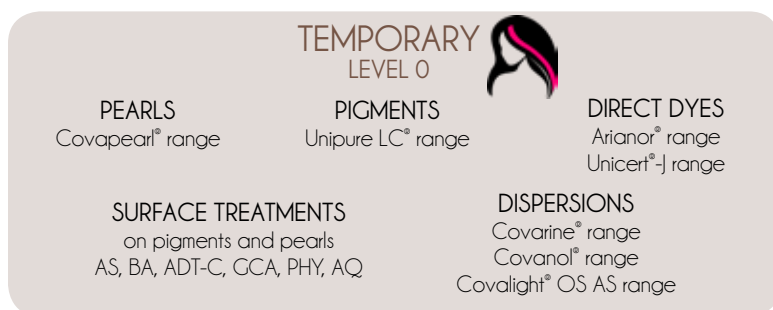 TEMPORARY
LEVEL 0
PEARLS
Covapearl® range
PIGMENTS
Unipure LC® range
DIRECT DYES
Arianor® range
Unicert®-J range
SURFACE TREATMENTS
on pigments and pearls
AS, BA, ADT-C, GCA, PHY, AQ
DISPERSIONS
Covarine® range
Covanol® range
Covalight® OS AS range